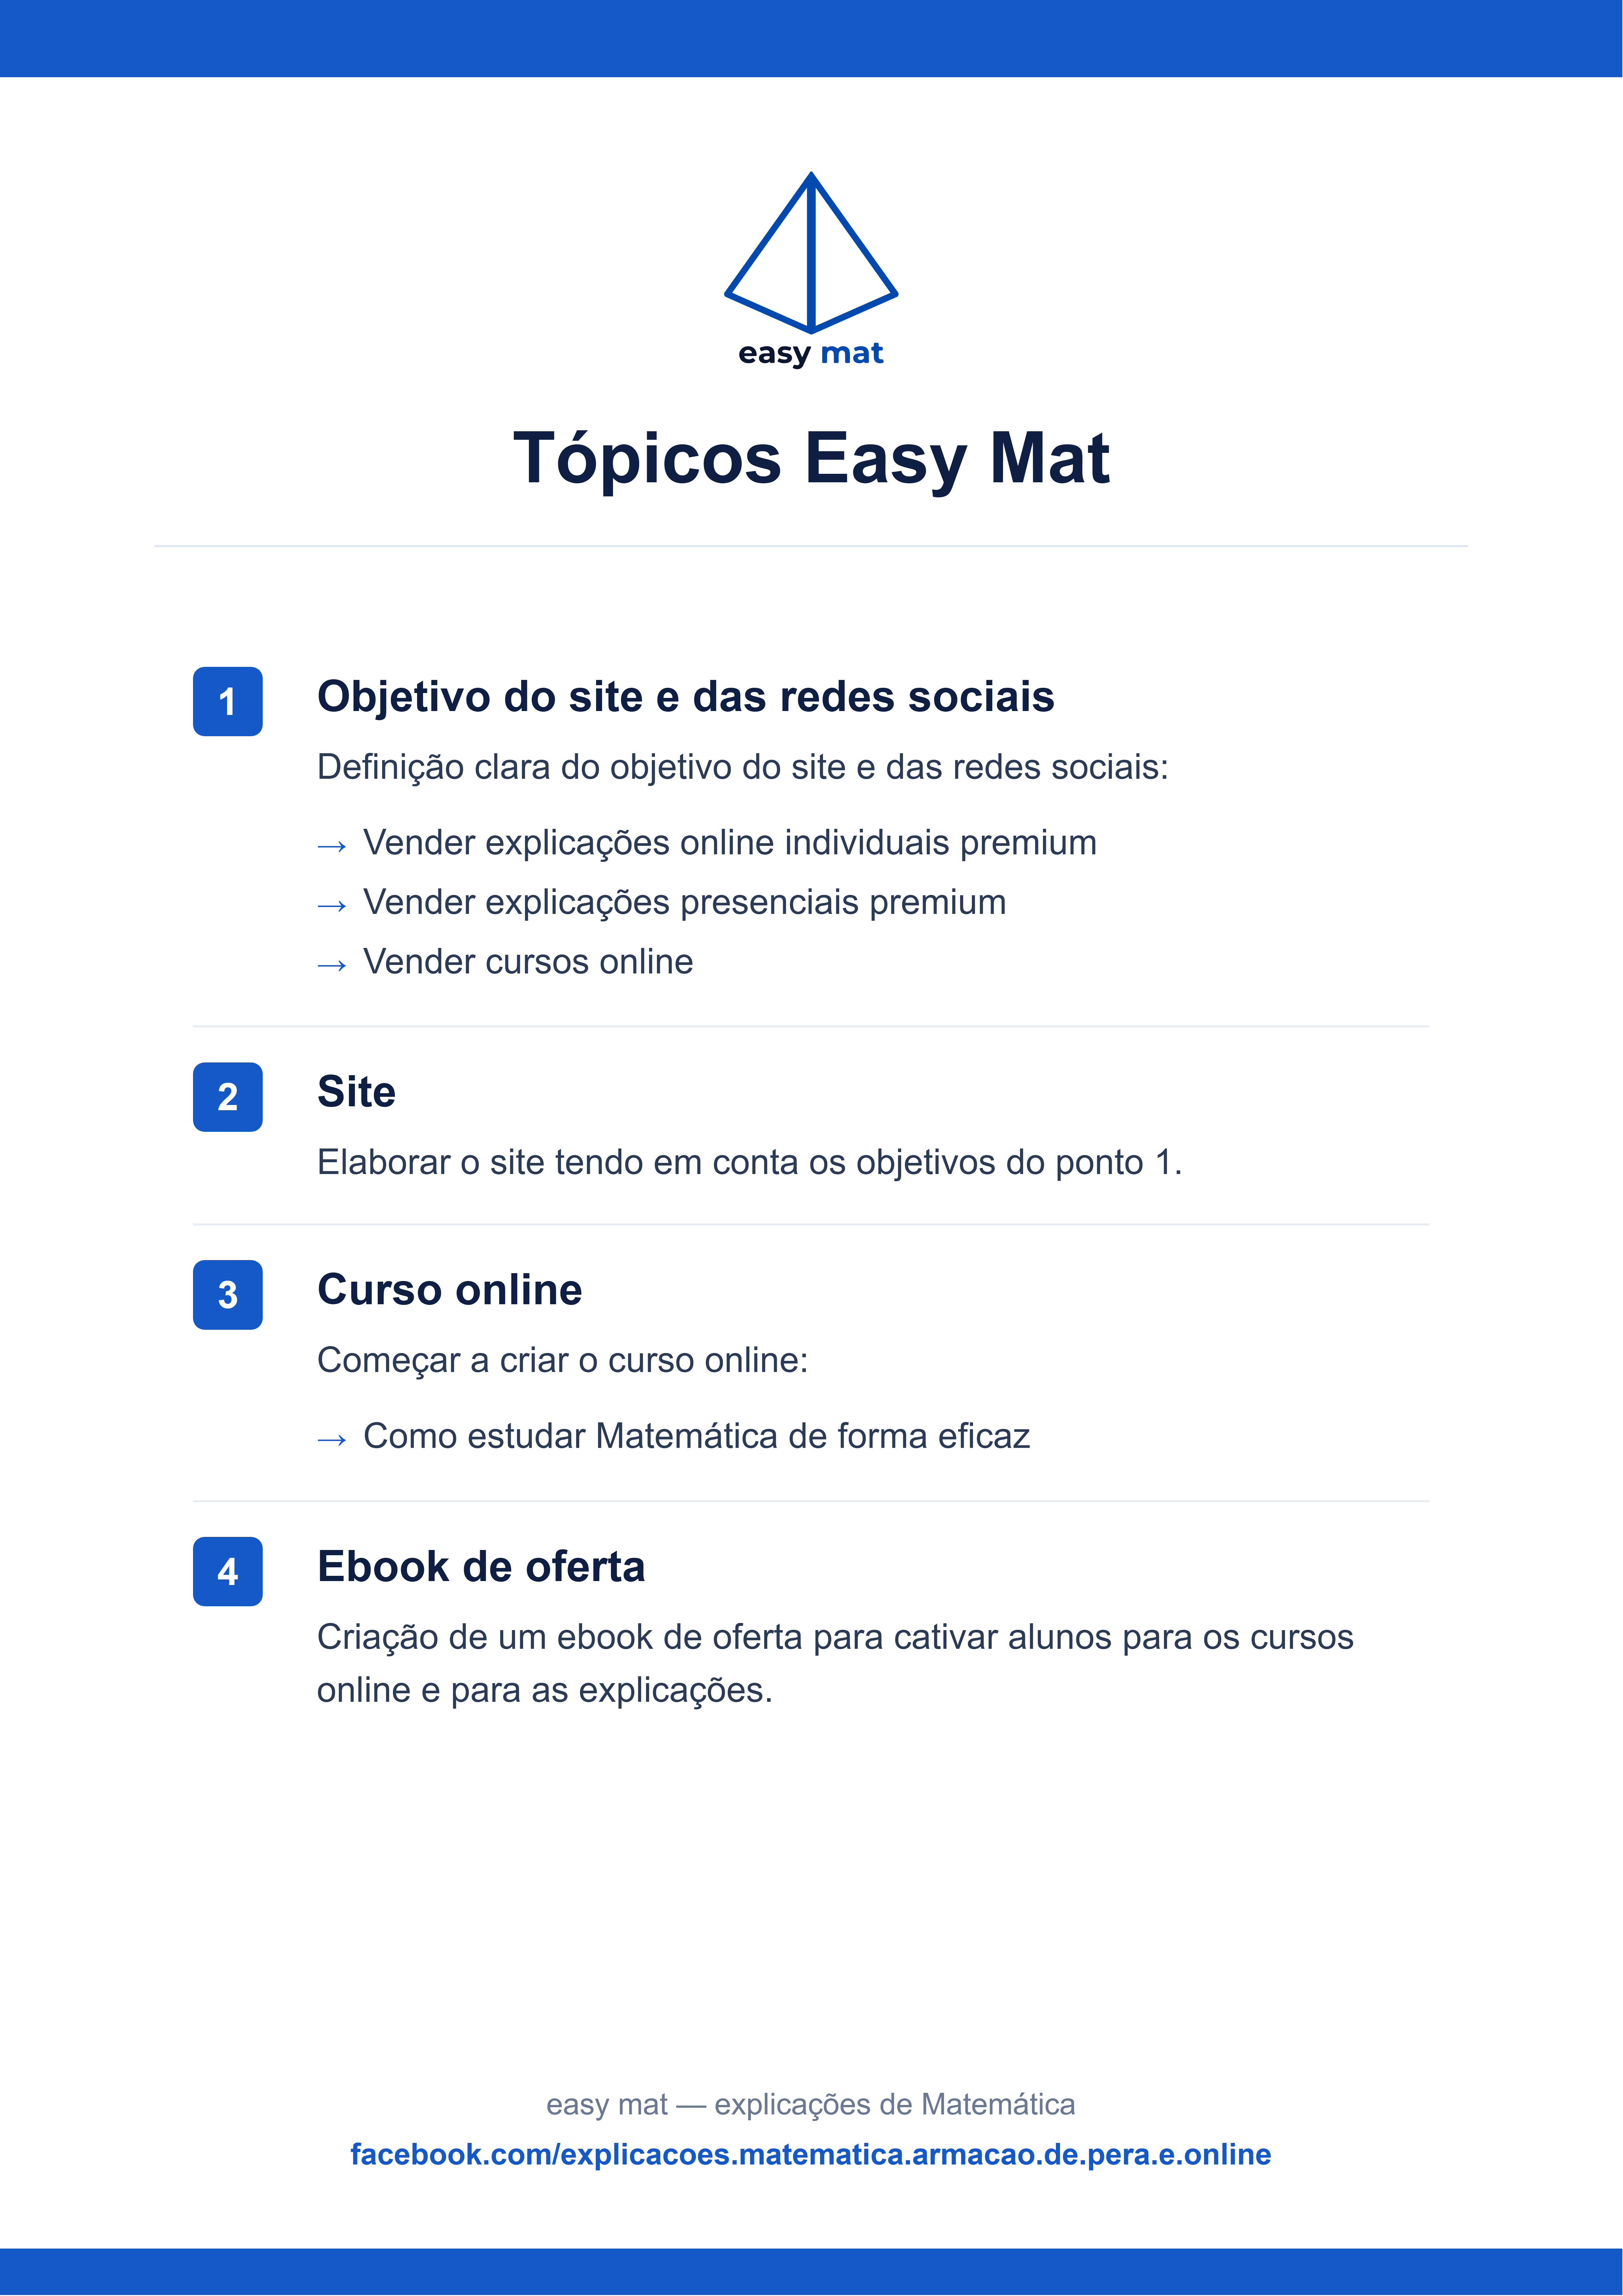 easy mat
Tópicos Easy Mat
1
Objetivo do site e das redes sociais
Definição clara do objetivo do site e das redes sociais:
→ Vender explicações online individuais premium
→ Vender explicações presenciais premium
→ Vender cursos online
2
Site
Elaborar o site tendo em conta os objetivos do ponto 1.
3
Curso online
Começar a criar o curso online:
→ Como estudar Matemática de forma eficaz
4
Ebook de oferta
Criação de um ebook de oferta para cativar alunos para os cursos
online e para as explicações.
easy mat — explicações de Matemática
facebook.com/explicacoes.matematica.armacao.de.pera.e.online